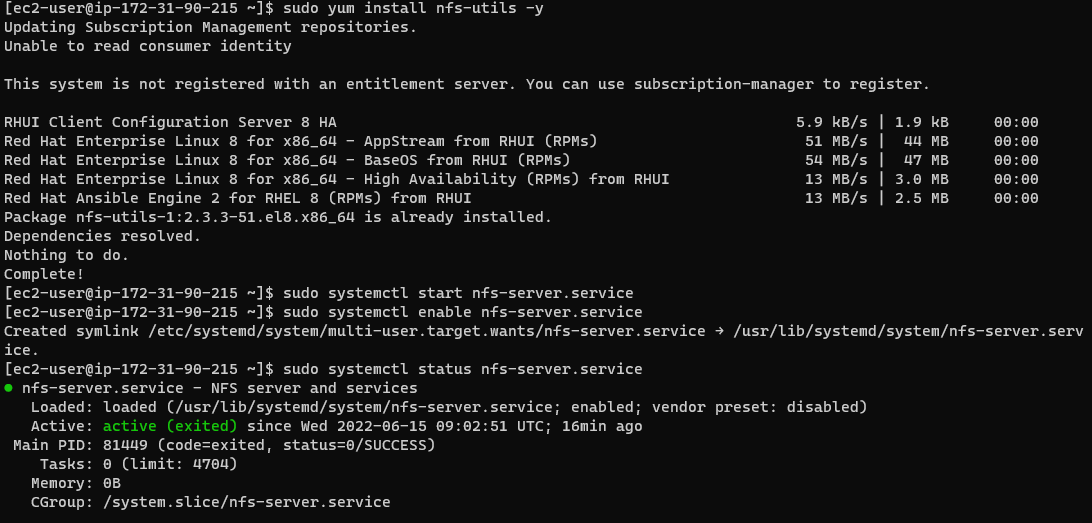 [ec2-user@ip-172-31-90-215 ~]$ sudo yum install nfs-utils -y
Updating Subscription Management repositories.
Unable to read consumer identity
This system is not registered with an entitlement server. You can use subscription-manager to register.
RHUI Client Configuration Server 8 HA 5.9 kB/s | 1.9 kB 00:00
Red Hat Enterprise Linux 8 for x86_64 - AppStream from RHUI (RPMs) 51 MB/s | 44 MB 00:00
Red Hat Enterprise Linux 8 for x86_64 - BaseOS from RHUI (RPMs) 54 MB/s | 47 MB 00:00
Red Hat Enterprise Linux 8 for x86_64 - High Availability (RPMs) from RHUI 13 MB/s | 3.0 MB 00:00
Red Hat Ansible Engine 2 for RHEL 8 (RPMs) from RHUI 13 MB/s | 2.5 MB 00:00
Package nfs-utils-1:2.3.3-51.el8.x86_64 is already installed.
Dependencies resolved.
Nothing to do.
Complete!
[ec2-user@ip-172-31-90-215 ~]$ sudo systemctl start nfs-server.service
[ec2-user@ip-172-31-90-215 ~]$ sudo systemctl enable nfs-server.service
Created symlink /etc/systemd/system/multi-user.target.wants/nfs-server.service → /usr/lib/systemd/system/nfs-server.serv
ice.
[ec2-user@ip-172-31-90-215 ~]$ sudo systemctl status nfs-server.service
● nfs-server.service - NFS server and services
Loaded: loaded (/usr/lib/systemd/system/nfs-server.service; enabled; vendor preset: disabled)
Active: active (exited) since Wed 2022-06-15 09:02:51 UTC; 16min ago
Main PID: 81449 (code=exited, status=0/SUCCESS)
Tasks: 0 (limit: 4704)
Memory: 0B
CGroup: /system.slice/nfs-server.service